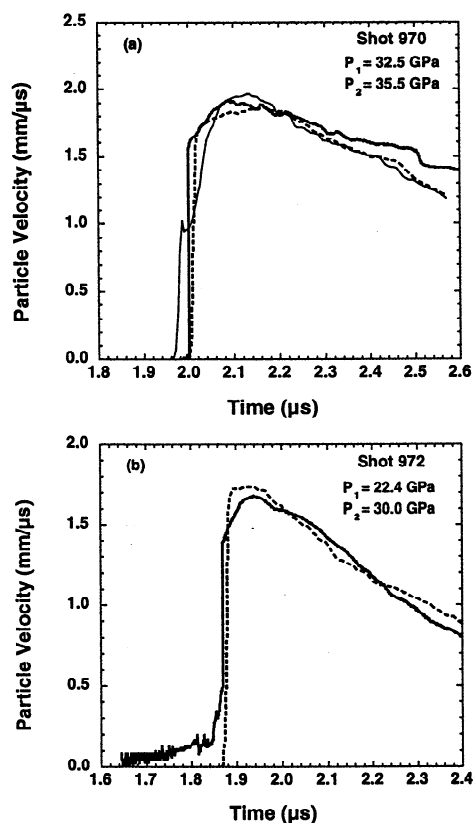 (a)
Shot 970
P1 = 32.5 GPa
P2 = 35.5 GPa
Particle Velocity (mm/µs)
2.5
2.0
1.5
1.0
0.5
0.0
1.8 1.9 2.0 2.1 2.2 2.3 2.4 2.5 2.6
Time (µs)
(b)
Shot 972
P1 = 22.4 GPa
P2 = 30.0 GPa
Particle Velocity (mm/µs)
2.0
1.5
1.0
0.5
0.0
1.6 1.7 1.8 1.9 2.0 2.1 2.2 2.3 2.4
Time (µs)